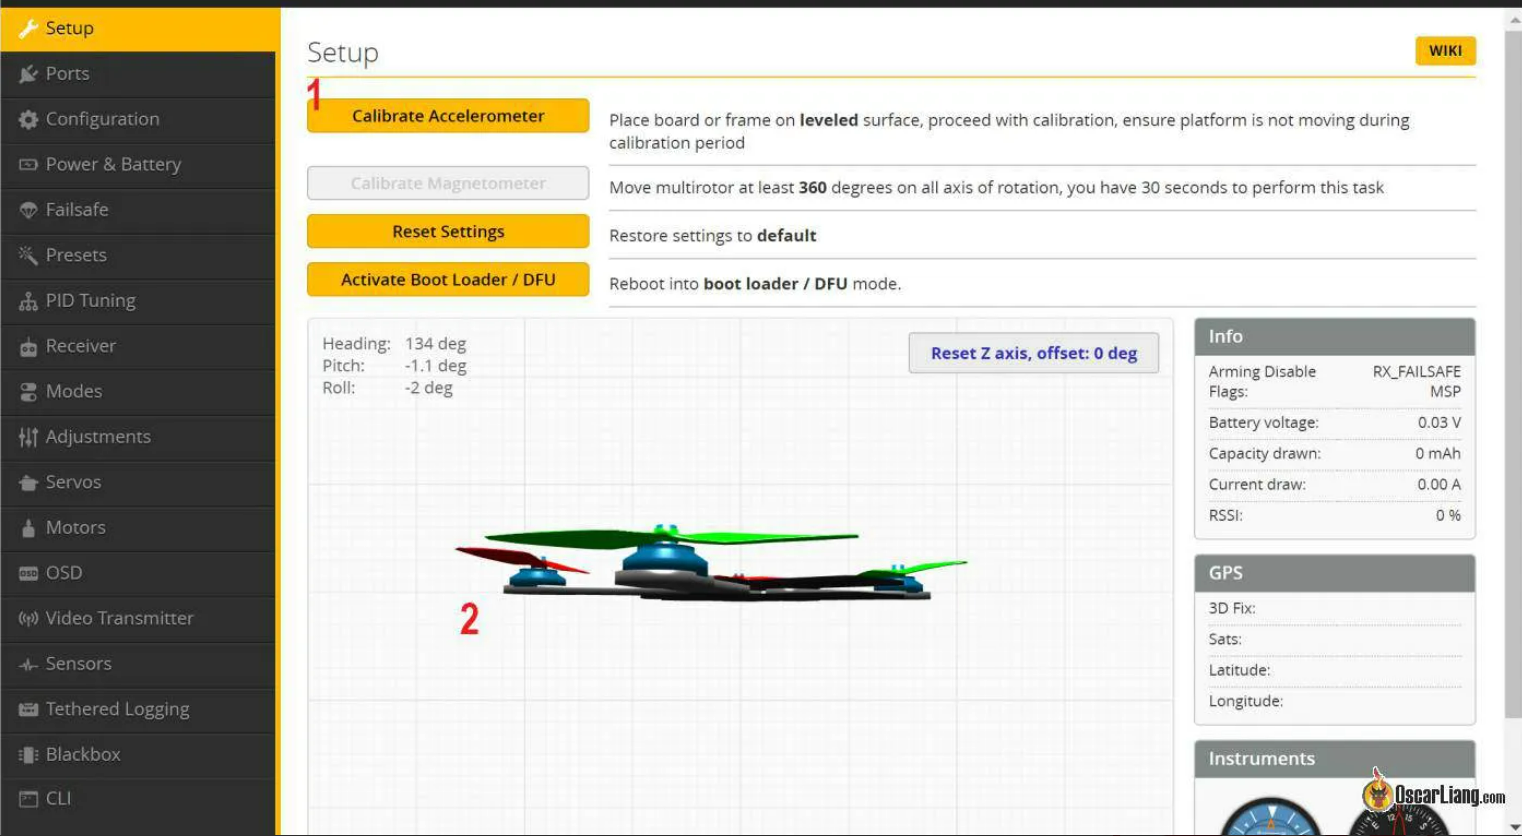 Setup
Ports
Configuration
Power & Battery
Failsafe
Presets
PID Tuning
Receiver
Modes
Adjustments
Servos
Motors
OSD
Video Transmitter
Sensors
Tethered Logging
Blackbox
CLI
Setup
WIKI
1
Calibrate Accelerometer
Place board or frame on leveled surface, proceed with calibration, ensure platform is not moving during
calibration period
Calibrate Magnetometer
Move multirotor at least 360 degrees on all axis of rotation, you have 30 seconds to perform this task
Reset Settings
Restore settings to default
Activate Boot Loader / DFU
Reboot into boot loader / DFU mode.
Heading: 134 deg
Pitch: -1.1 deg
Roll: -2 deg
Reset Z axis, offset: 0 deg
2
Info
Arming Disable RX_FAILSAFE
Flags: MSP
Battery voltage: 0.03 V
Capacity drawn: 0 mAh
Current draw: 0.00 A
RSSI: 0 %
GPS
3D Fix:
Sats:
Latitude:
Longitude:
Instruments
OscarLiang.com
12 15 S